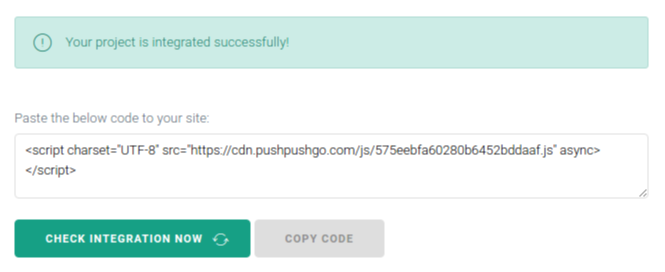 Your project is integrated successfully!
Paste the below code to your site:
<script charset="UTF-8" src="https://cdn.pushpushgo.com/js/575eebfa60280b6452bddaaf.js" async>
</script>
CHECK INTEGRATION NOW
COPY CODE